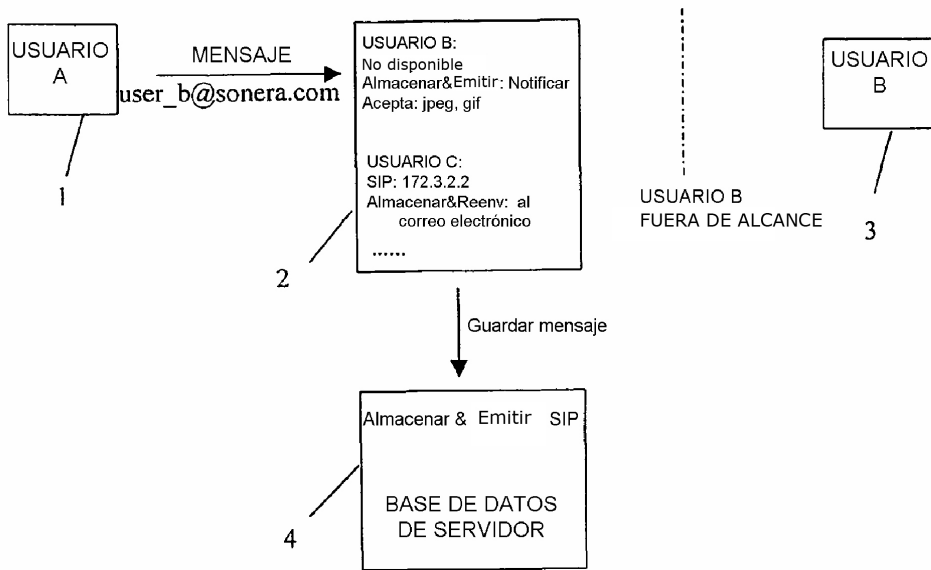 USUARIO
A
1
MENSAJE
user_b@sonera.com
USUARIO B:
No disponible
Almacenar&Emitir: Notificar
Acepta: jpeg, gif
USUARIO C:
SIP: 172.3.2.2
Almacenar&Reenv: al
correo electrónico
......
2
USUARIO B
FUERA DE ALCANCE
USUARIO
B
3
Guardar mensaje
Almacenar & Emitir SIP
BASE DE DATOS
DE SERVIDOR
4